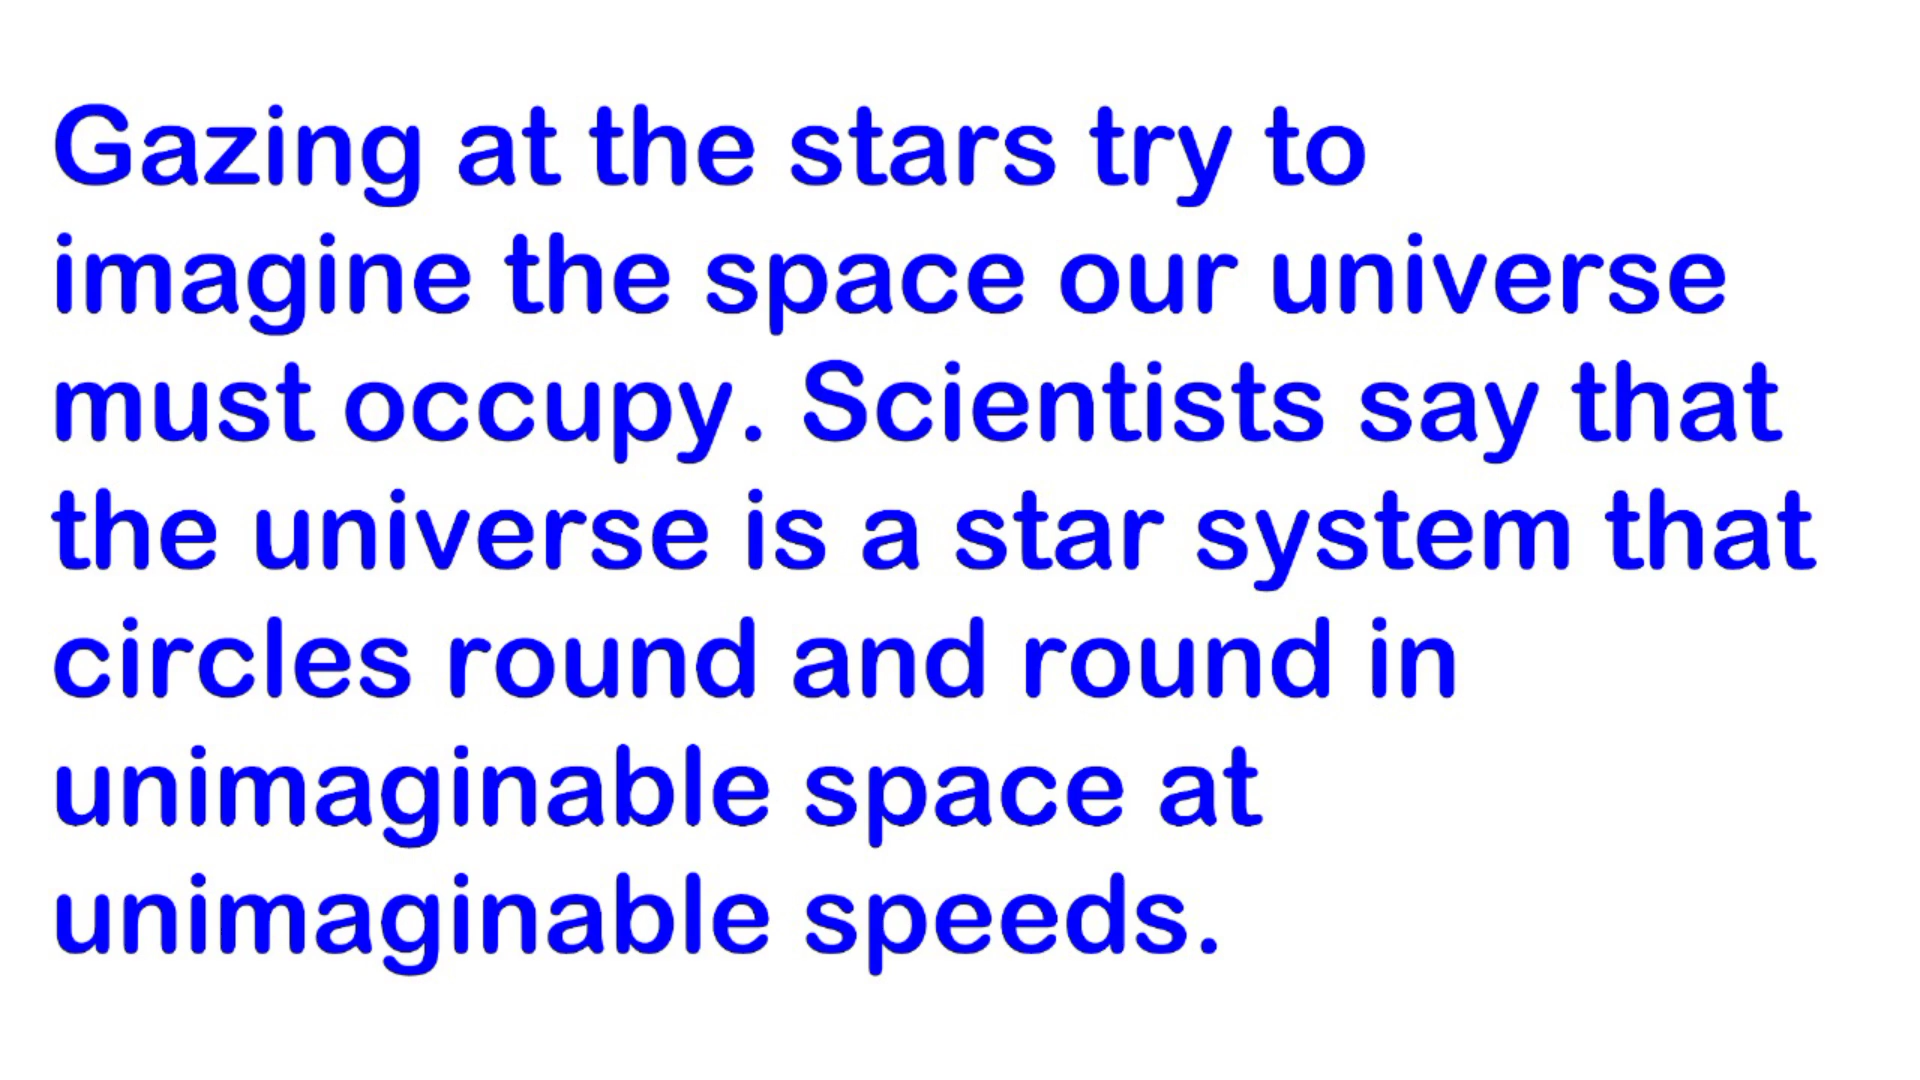 Gazing at the stars try to
imagine the space our universe
must occupy. Scientists say that
the universe is a star system that
circles round and round in
unimaginable space at
unimaginable speeds.